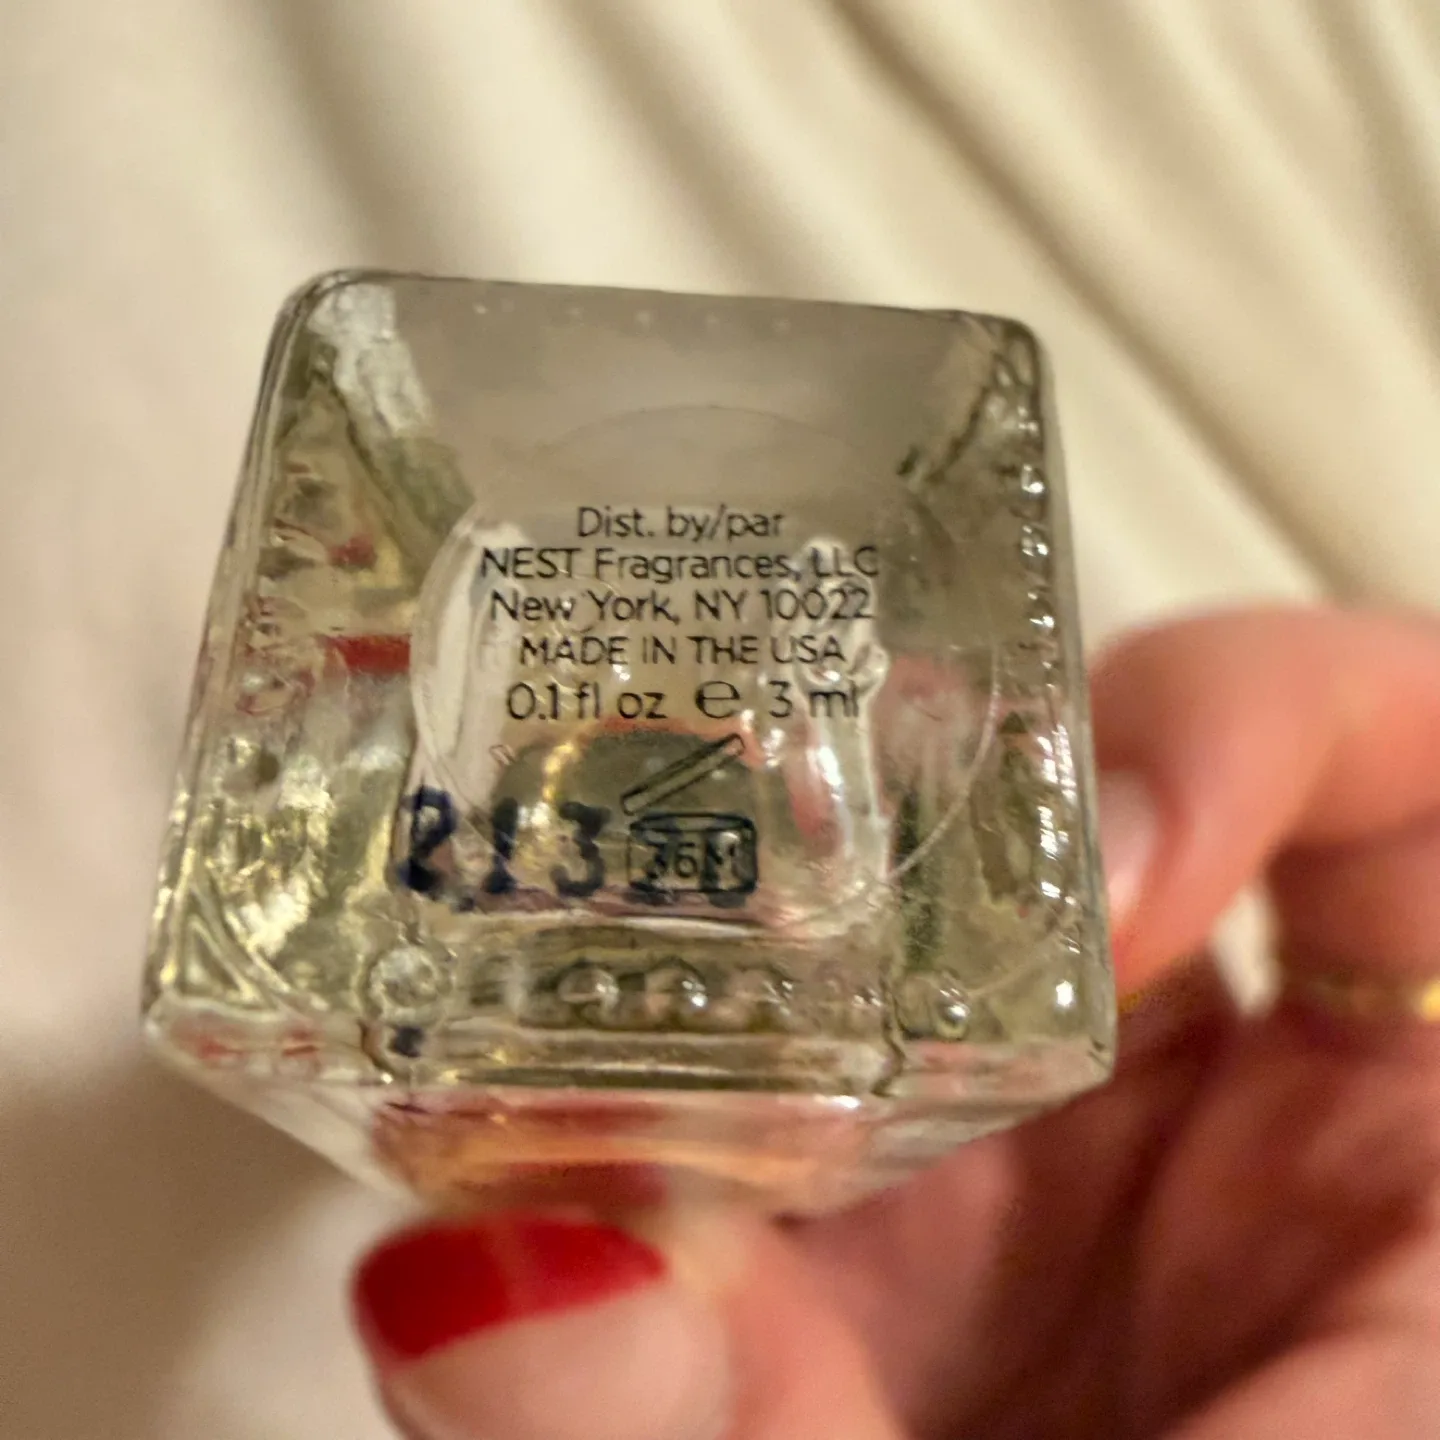 Dist. by/par
NEST Fragrances, LLC
New York, NY 10022
MADE IN THE USA
0.1 fl oz ℮ 3 ml
36M